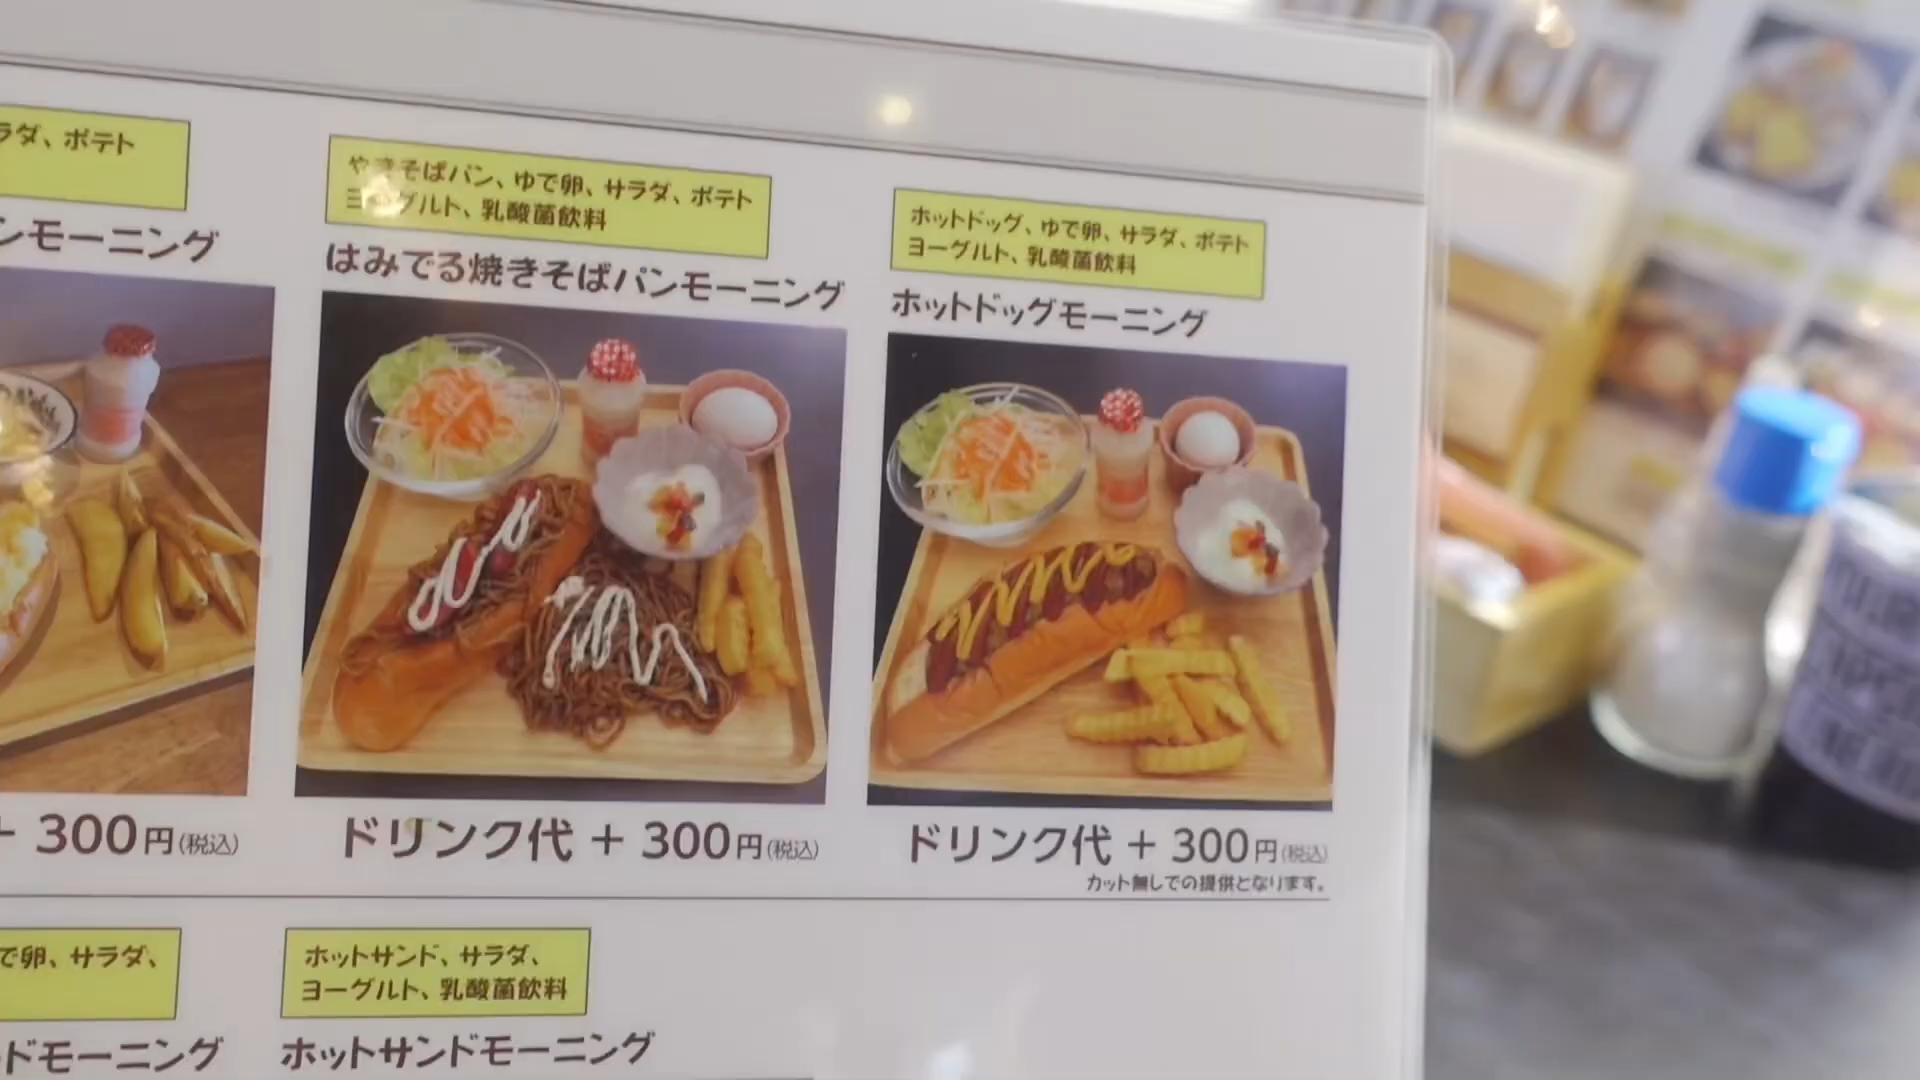 ラダ、ポテト
ンモーニング
+ 300円(税込)
やきそばパン、ゆで卵、サラダ、ポテト
ヨーグルト、乳酸菌飲料
はみでる焼きそばパンモーニング
ドリンク代 + 300円(税込)
ホットドッグ、ゆで卵、サラダ、ポテト
ヨーグルト、乳酸菌飲料
ホットドッグモーニング
ドリンク代 + 300円(税込)
カット無しでの提供となります。
で卵、サラダ、
ドモーニング
ホットサンド、サラダ、
ヨーグルト、乳酸菌飲料
ホットサンドモーニング